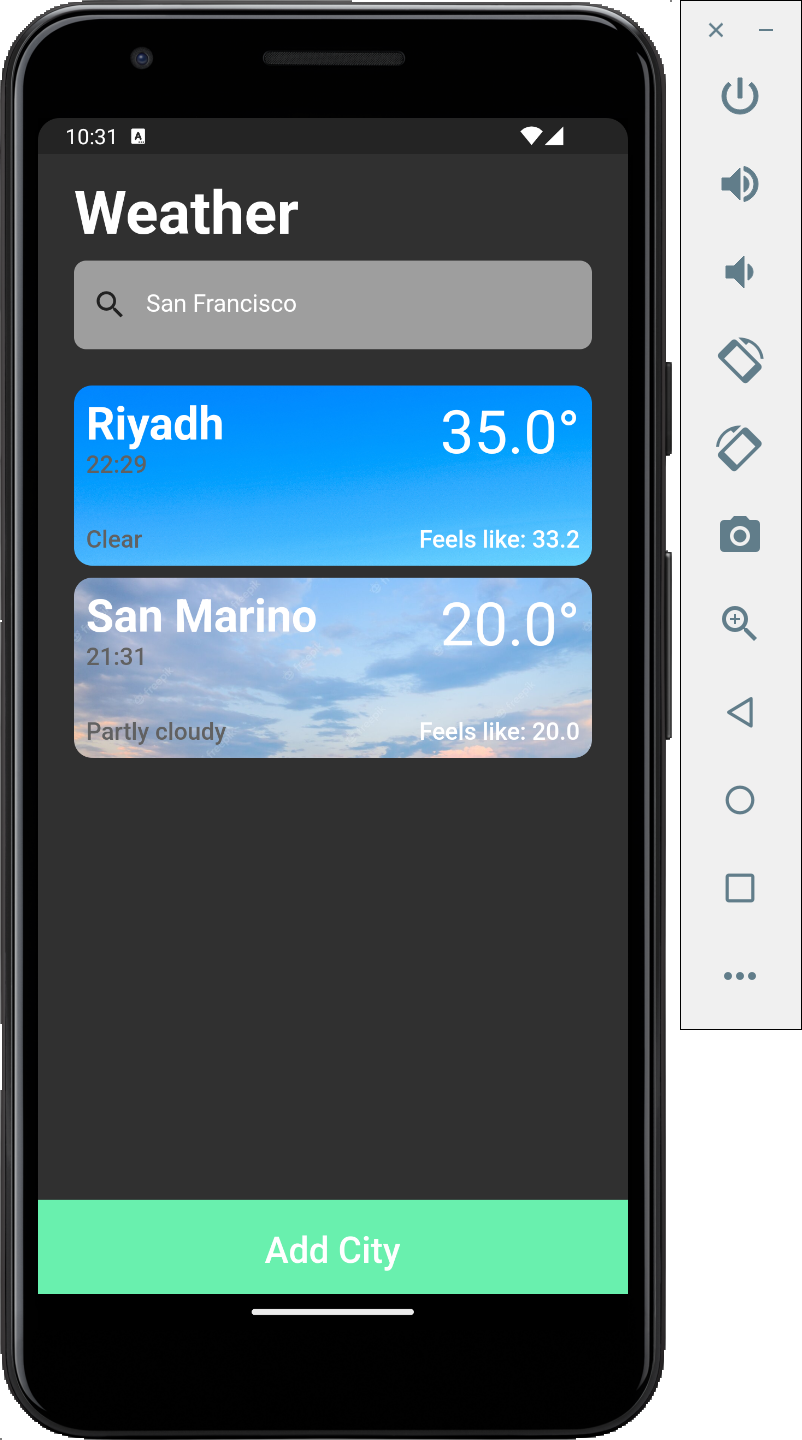 10:31
Weather
San Francisco
Riyadh 35.0°
22:29
Clear Feels like: 33.2
San Marino 20.0°
21:31
Partly cloudy Feels like: 20.0
Add City